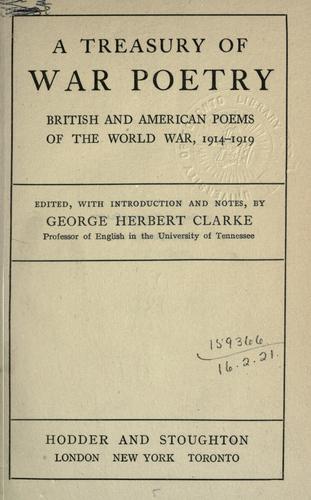 A TREASURY OF
WAR POETRY
BRITISH AND AMERICAN POEMS
OF THE WORLD WAR, 1914-1919
EDITED, WITH INTRODUCTION AND NOTES, BY
GEORGE HERBERT CLARKE
Professor of English in the University of Tennessee
159366
16.2.21.
HODDER AND STOUGHTON
LONDON NEW YORK TORONTO